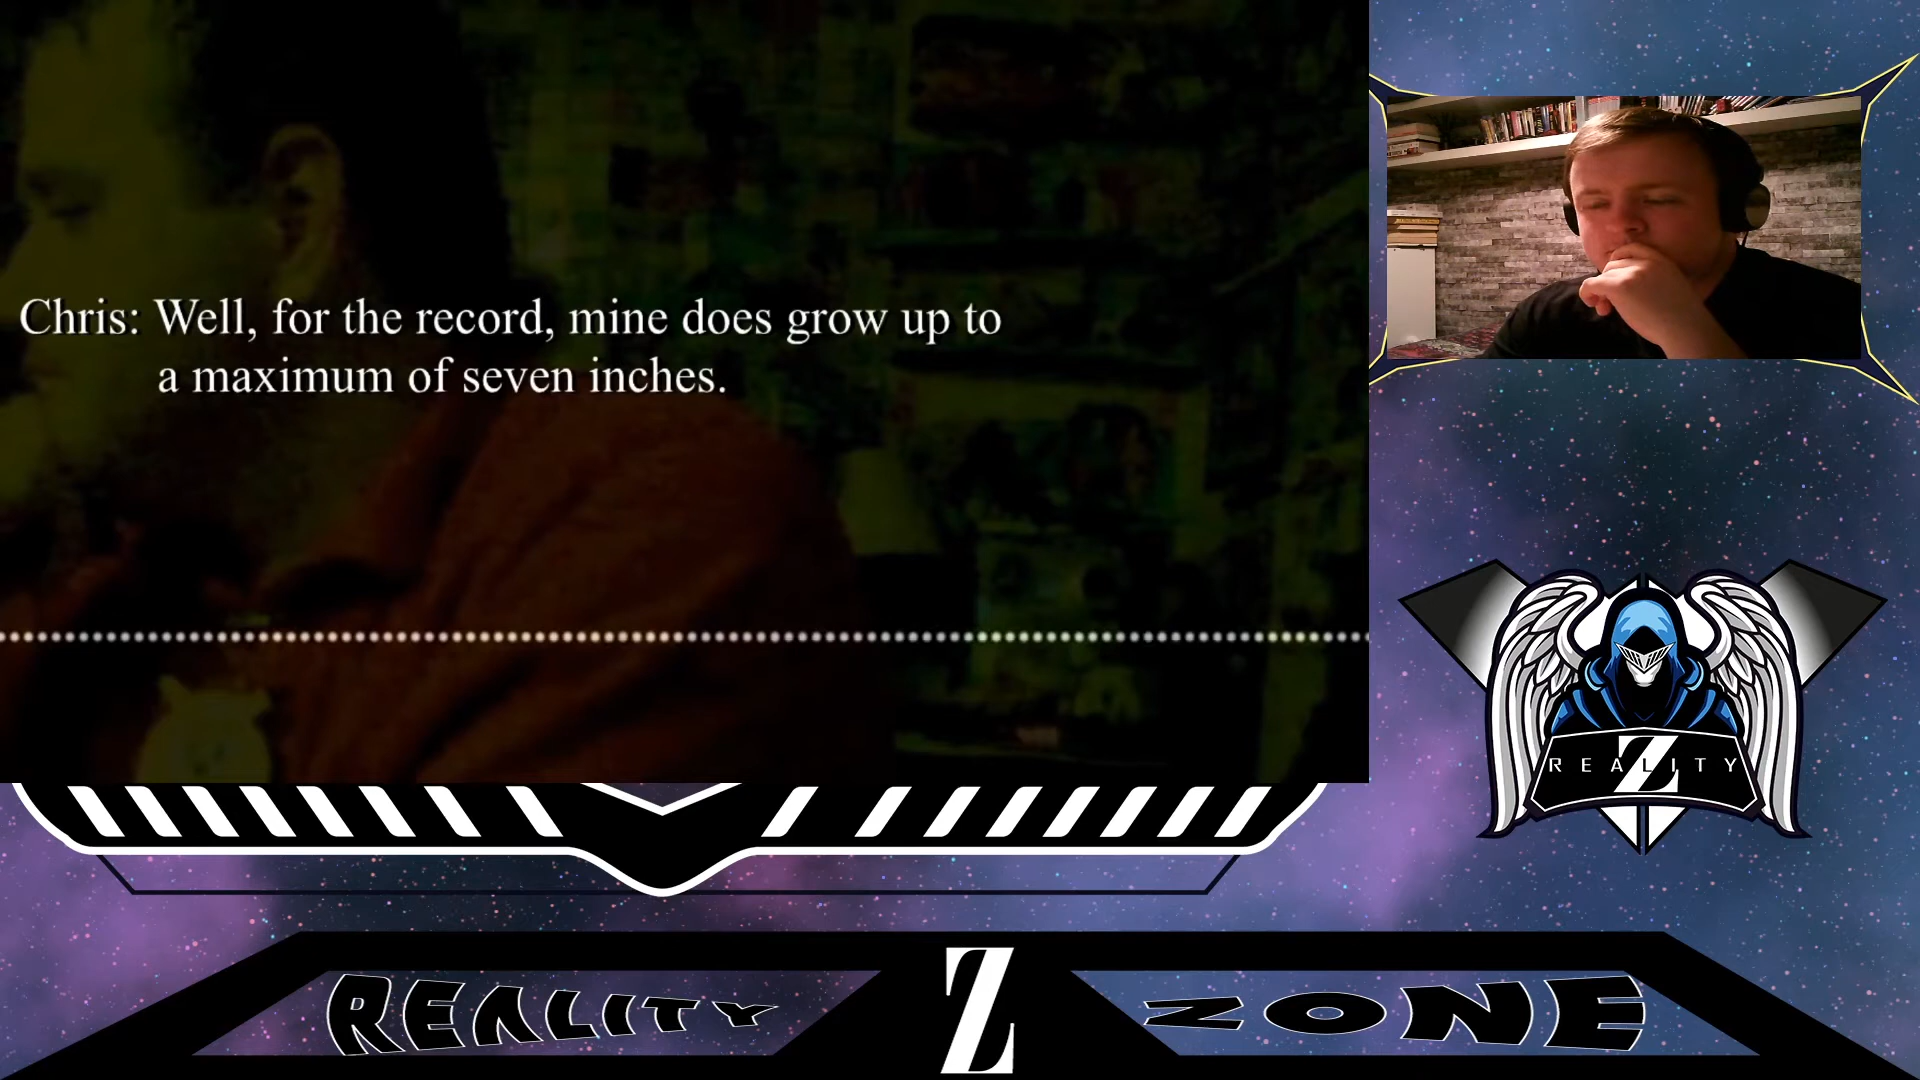 Chris: Well, for the record, mine does grow up to
a maximum of seven inches.
REALITY
Z
REALITY Z ZONE